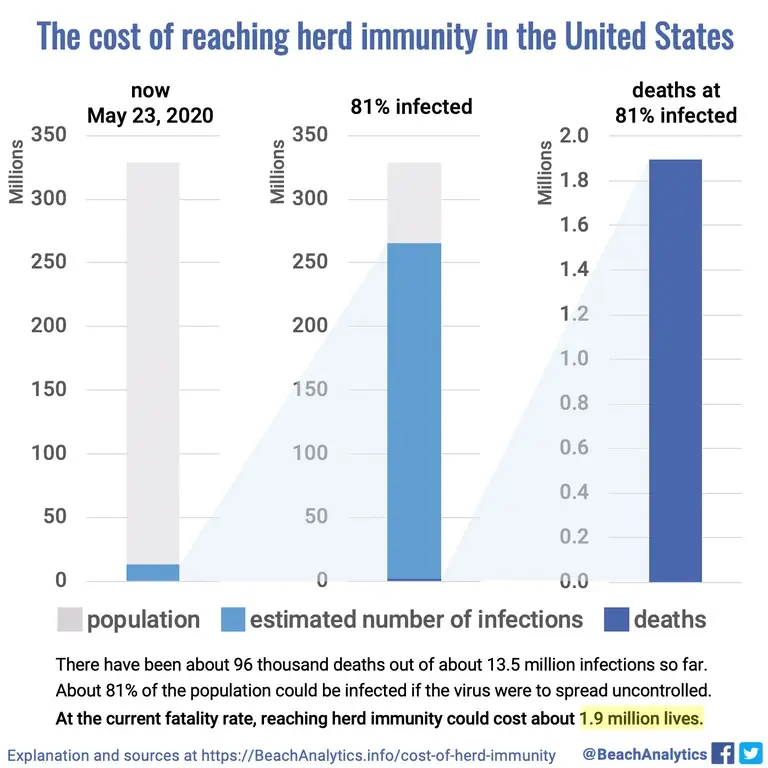 The cost of reaching herd immunity in the United States
now
May 23, 2020
81% infected
deaths at
81% infected
Millions
350
300
250
200
150
100
50
0
Millions
350
300
250
200
150
100
50
0
Millions
2.0
1.8
1.6
1.4
1.2
1.0
0.8
0.6
0.4
0.2
0.0
population estimated number of infections deaths
There have been about 96 thousand deaths out of about 13.5 million infections so far.
About 81% of the population could be infected if the virus were to spread uncontrolled.
At the current fatality rate, reaching herd immunity could cost about 1.9 million lives.
Explanation and sources at https://BeachAnalytics.info/cost-of-herd-immunity @BeachAnalytics